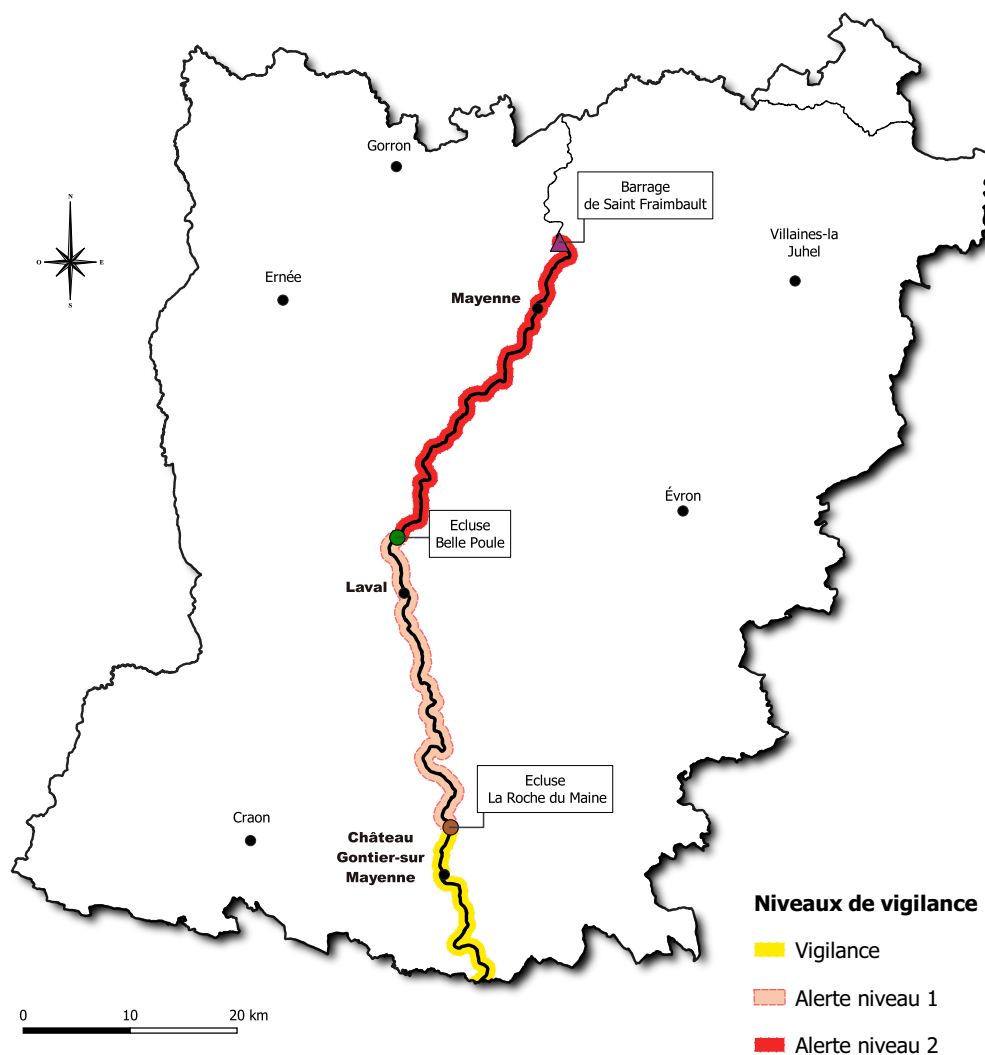 Gorron
Barrage
de Saint Fraimbault
N
O
E
S
Villaines-la
Juhel
Ernée
Mayenne
Évron
Ecluse
Belle Poule
Laval
Ecluse
La Roche du Maine
Craon
Château
Gontier-sur
Mayenne
Niveaux de vigilance
Vigilance
Alerte niveau 1
Alerte niveau 2
0 10 20 km